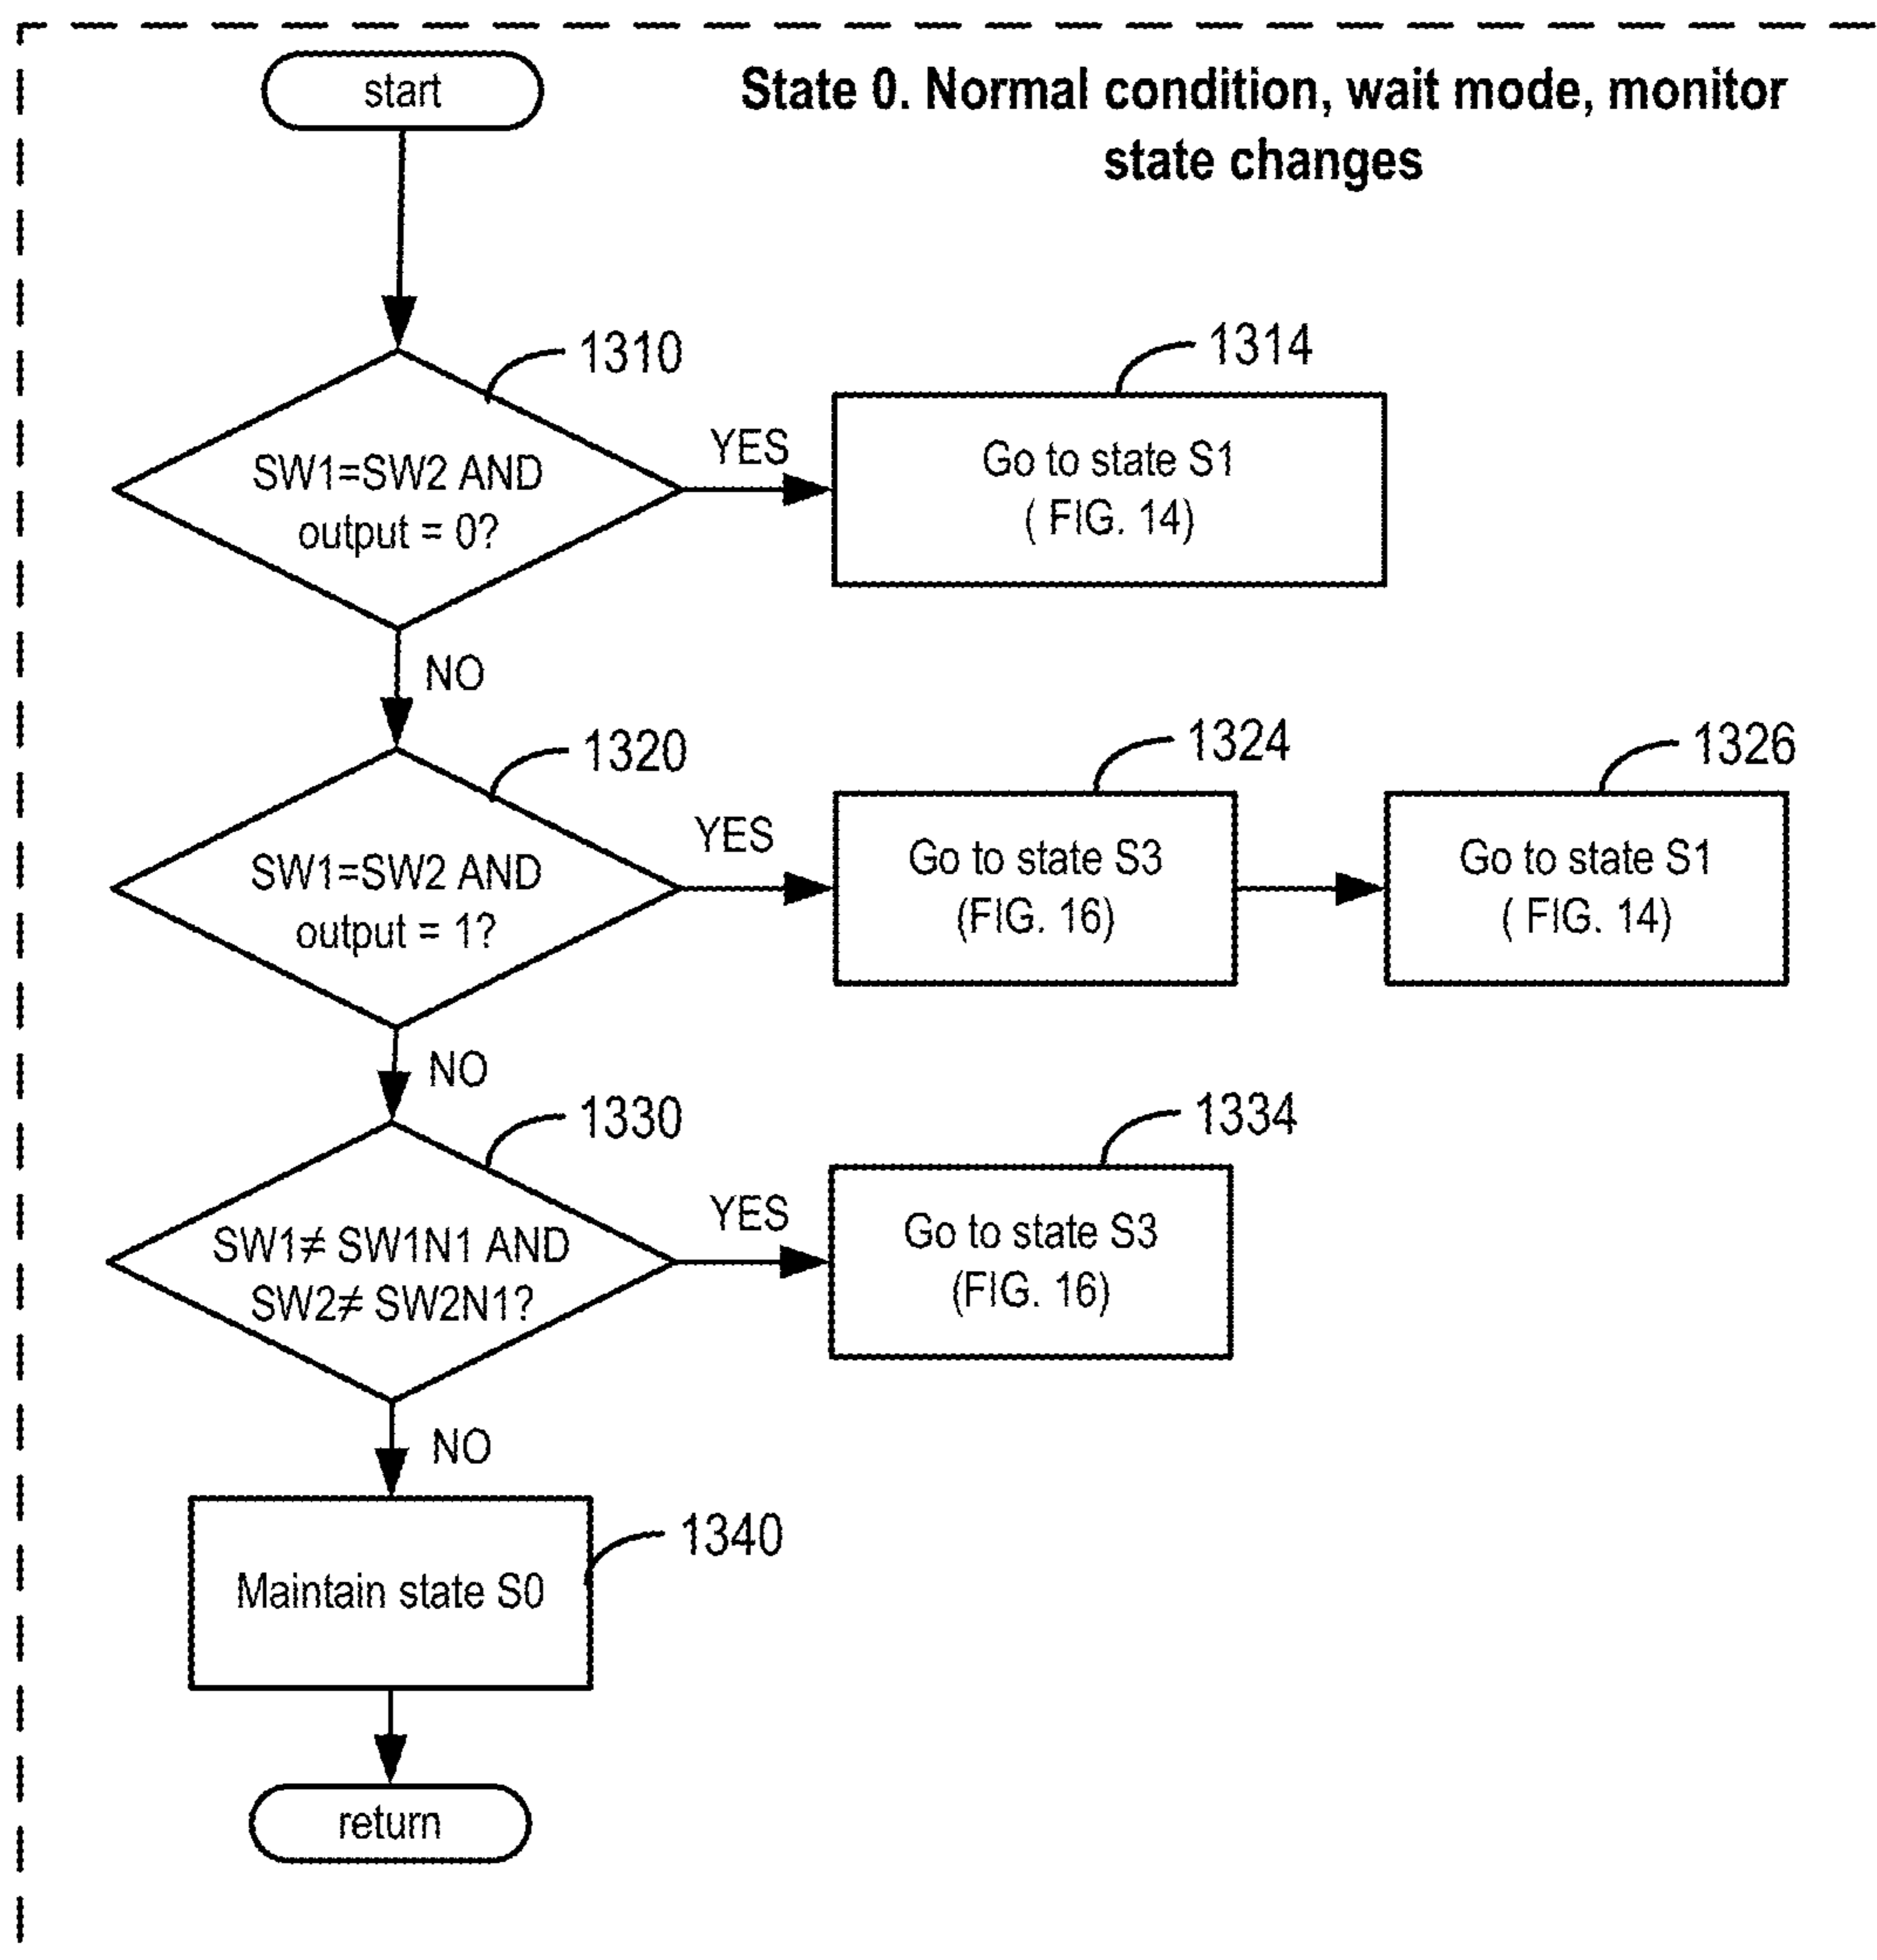 start
State 0. Normal condition, wait mode, monitor
state changes
1310
SW1=SW2 AND
output = 0?
YES
1314
Go to state S1
( FIG. 14)
NO
1320
SW1=SW2 AND
output = 1?
YES
1324
Go to state S3
(FIG. 16)
1326
Go to state S1
( FIG. 14)
NO
1330
SW1≠ SW1N1 AND
SW2≠ SW2N1?
YES
1334
Go to state S3
(FIG. 16)
NO
1340
Maintain state S0
return